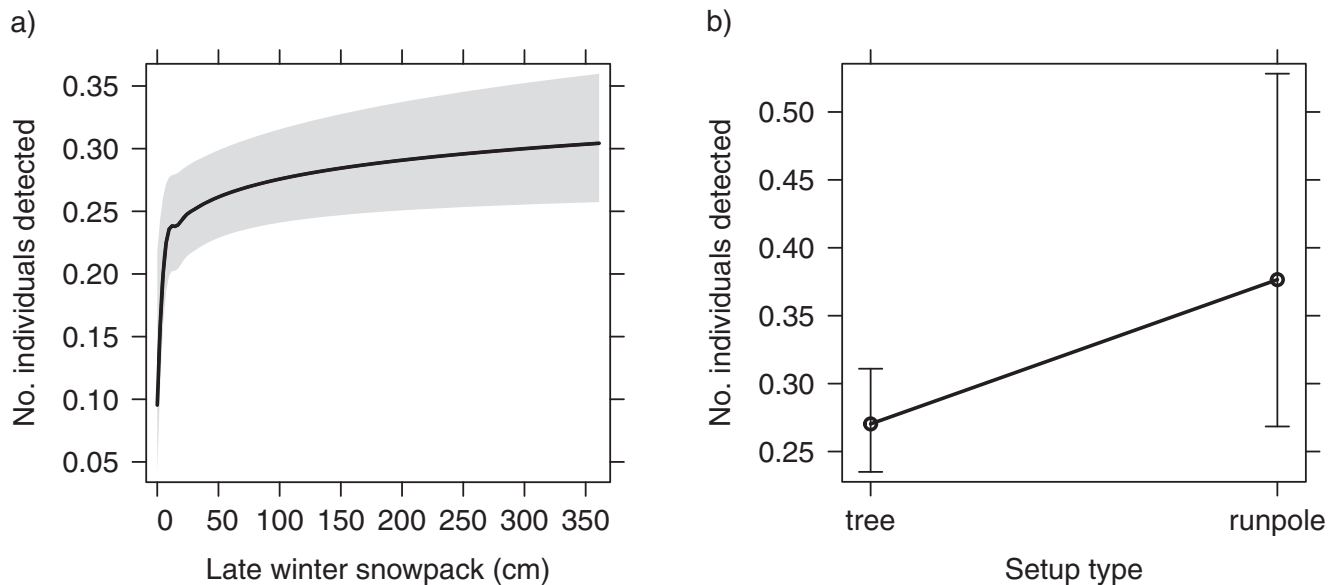 a)
No. individuals detected
0.35
0.30
0.25
0.20
0.15
0.10
0.05
0 50 100 150 200 250 300 350
Late winter snowpack (cm)
b)
No. individuals detected
0.50
0.45
0.40
0.35
0.30
0.25
tree runpole
Setup type